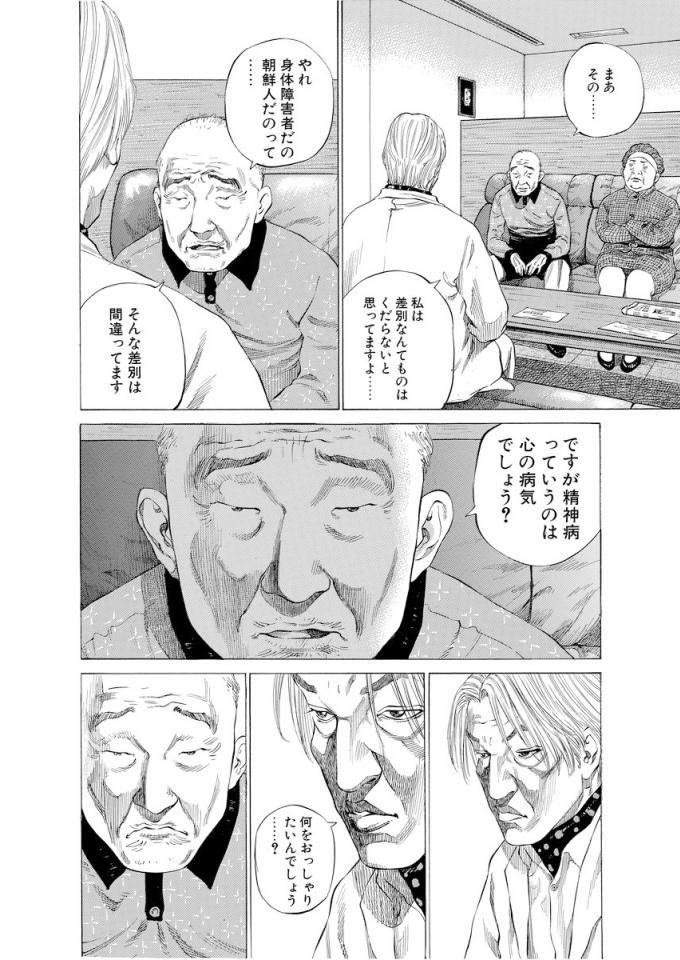 まあ
その……
私は
差別なんてものは
くだらないと
思ってますよ……
やれ
身体障害者だの
朝鮮人だのって
……
そんな差別は
間違ってます
ですが精神病
っていうのは
心の病気
でしょう？
何をおっしゃり
たいんでしょう
……？